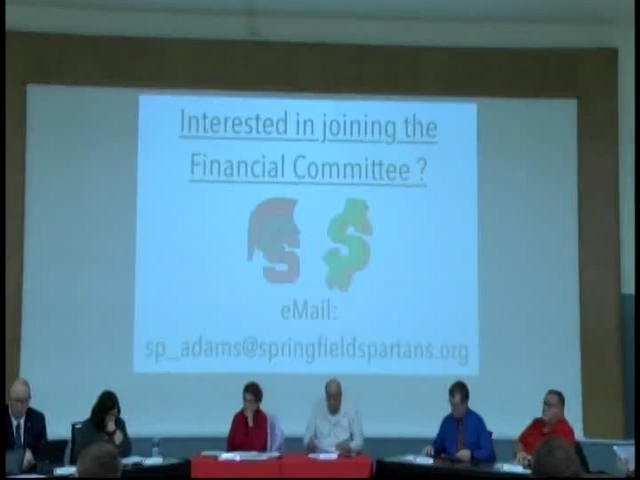 Interested in joining the
Financial Committee ?
S $
eMail:
sp_adams@springfieldspartans.org